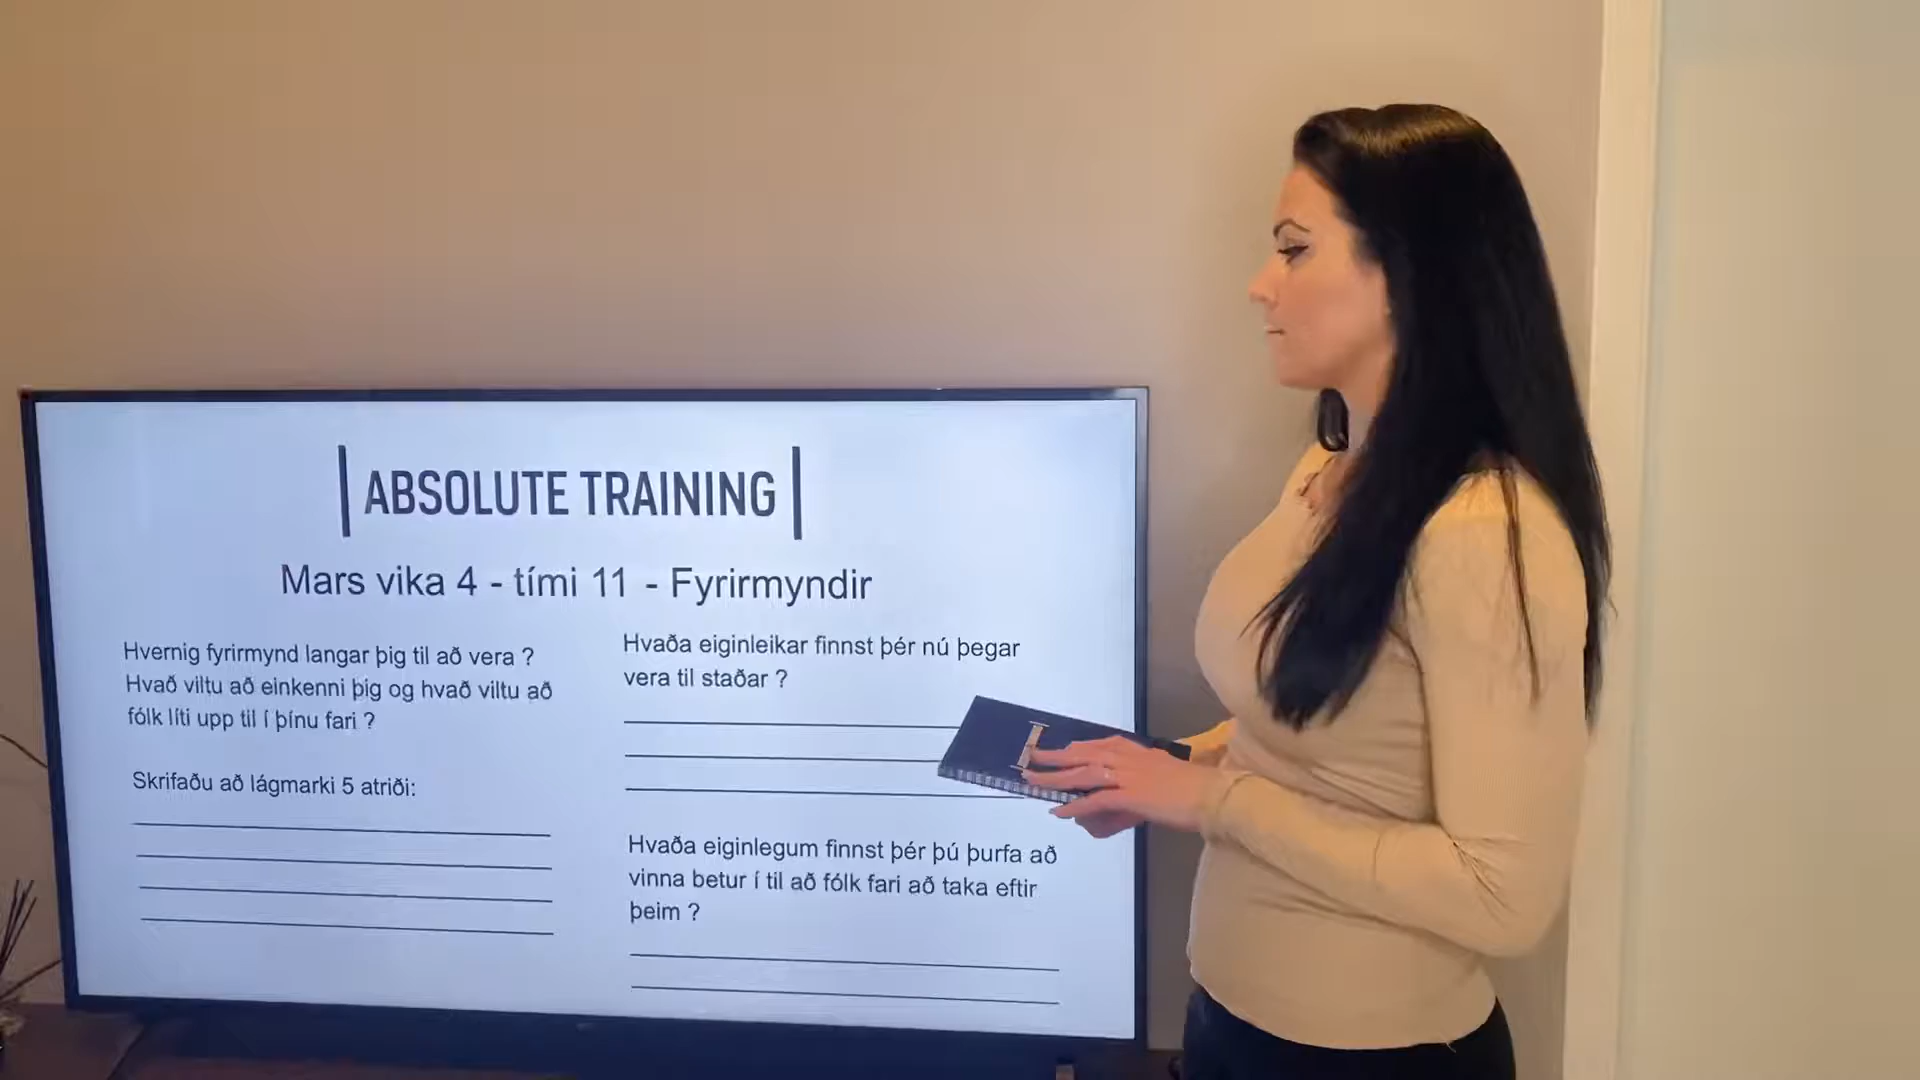 ABSOLUTE TRAINING
Mars vika 4 - tími 11 - Fyrirmyndir
Hvernig fyrirmynd langar þig til að vera ?
Hvað viltu að einkenni þig og hvað viltu að
fólk líti upp til í þínu fari ?
Skrifaðu að lágmarki 5 atriði:
Hvaða eiginleikar finnst þér nú þegar
vera til staðar ?
Hvaða eiginlegum finnst þér þú þurfa að
vinna betur í til að fólk fari að taka eftir
þeim ?